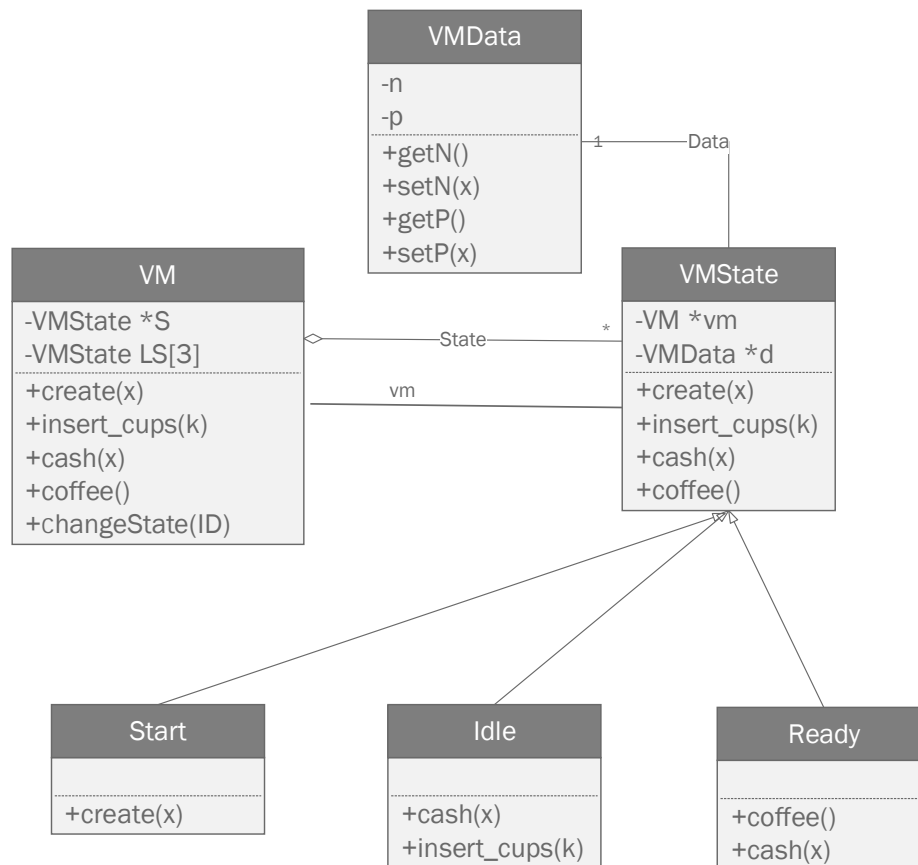 VMData
-n
-p
+getN()
+setN(x)
+getP()
+setP(x)
1
Data
VM
-VMState *S
-VMState LS[3]
+create(x)
+insert_cups(k)
+cash(x)
+coffee()
+changeState(ID)
State
*
vm
VMState
-VM *vm
-VMData *d
+create(x)
+insert_cups(k)
+cash(x)
+coffee()
Start
+create(x)
Idle
+cash(x)
+insert_cups(k)
Ready
+coffee()
+cash(x)